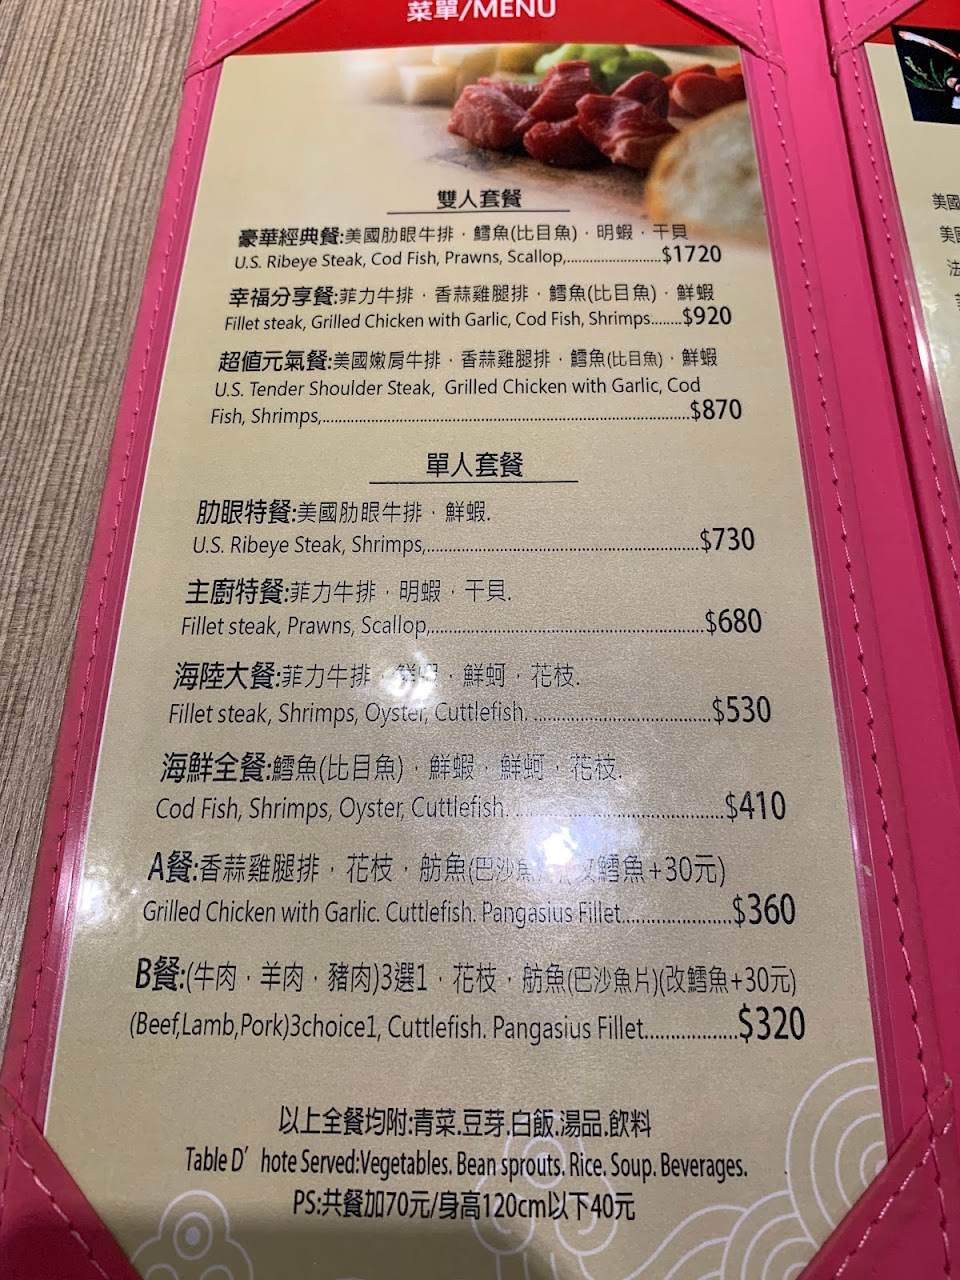 菜單/MENU
雙人套餐
豪華經典餐:美國肋眼牛排．鱈魚(比目魚)．明蝦．干貝
U.S. Ribeye Steak, Cod Fish, Prawns, Scallop,........................$1720
幸福分享餐:菲力牛排．香蒜雞腿排．鱈魚(比目魚)．鮮蝦
Fillet steak, Grilled Chicken with Garlic, Cod Fish, Shrimps........$920
超值元氣餐:美國嫩肩牛排．香蒜雞腿排．鱈魚(比目魚)．鮮蝦
U.S. Tender Shoulder Steak, Grilled Chicken with Garlic, Cod
Fish, Shrimps,..........................................................................$870
單人套餐
肋眼特餐:美國肋眼牛排．鮮蝦.
U.S. Ribeye Steak, Shrimps,.......................................................$730
主廚特餐:菲力牛排．明蝦．干貝.
Fillet steak, Prawns, Scallop,.....................................................$680
海陸大餐:菲力牛排．鮮蝦．鮮蚵．花枝.
Fillet steak, Shrimps, Oyster, Cuttlefish. ...................................$530
海鮮全餐:鱈魚(比目魚)．鮮蝦．鮮蚵．花枝.
Cod Fish, Shrimps, Oyster, Cuttlefish. .......................................$410
A餐:香蒜雞腿排．花枝．舫魚(巴沙魚 改鱈魚+30元)
Grilled Chicken with Garlic. Cuttlefish. Pangasius Fillet.....................$360
B餐:(牛肉．羊肉．豬肉)3選1．花枝．舫魚(巴沙魚片)(改鱈魚+30元)
(Beef,Lamb,Pork)3choice1, Cuttlefish. Pangasius Fillet.................$320
以上全餐均附:青菜.豆芽.白飯.湯品.飲料
Table D’hote Served:Vegetables. Bean sprouts. Rice. Soup. Beverages.
PS:共餐加70元/身高120cm以下40元
美國
美
法